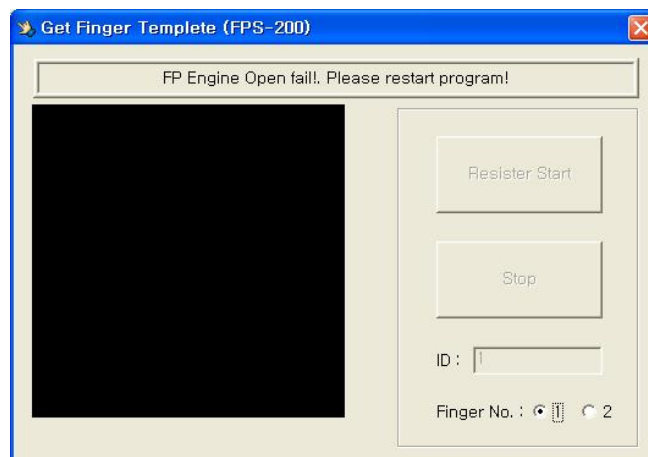 Get Finger Templete (FPS-200)
FP Engine Open fail!. Please restart program!
Resister Start
Stop
ID : 1
Finger No. : 1 2